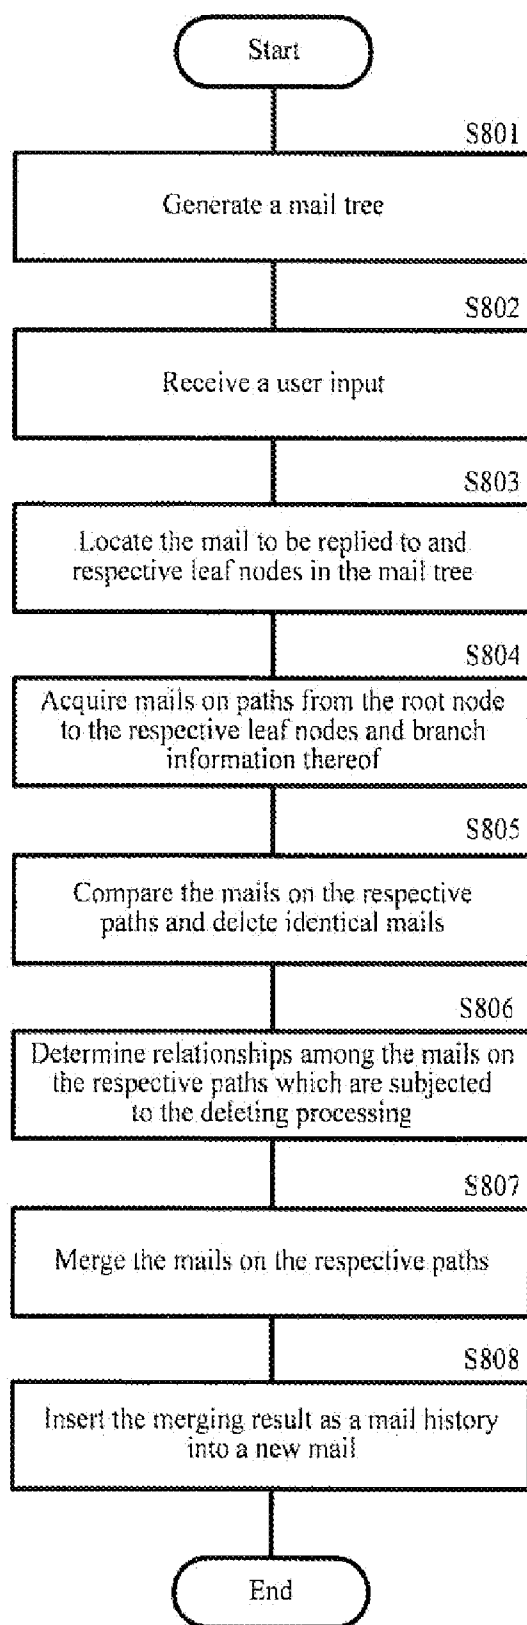 Start
S801
Generate a mail tree
S802
Receive a user input
S803
Locate the mail to be replied to and
respective leaf nodes in the mail tree
S804
Acquire mails on paths from the root node
to the respective leaf nodes and branch
information thereof
S805
Compare the mails on the respective
paths and delete identical mails
S806
Determine relationships among the mails on
the respective paths which are subjected
to the deleting processing
S807
Merge the mails on the respective paths
S808
Insert the merging result as a mail history
into a new mail
End